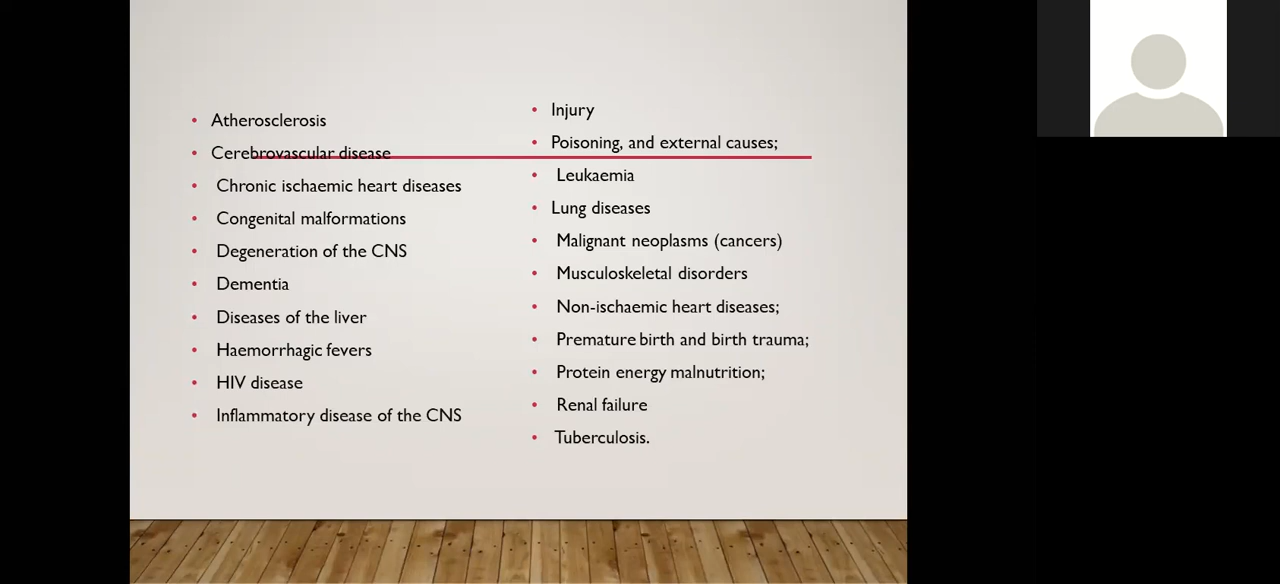 Atherosclerosis
Cerebrovascular disease
Chronic ischaemic heart diseases
Congenital malformations
Degeneration of the CNS
Dementia
Diseases of the liver
Haemorrhagic fevers
HIV disease
Inflammatory disease of the CNS
Injury
Poisoning, and external causes;
Leukaemia
Lung diseases
Malignant neoplasms (cancers)
Musculoskeletal disorders
Non-ischaemic heart diseases;
Premature birth and birth trauma;
Protein energy malnutrition;
Renal failure
Tuberculosis.